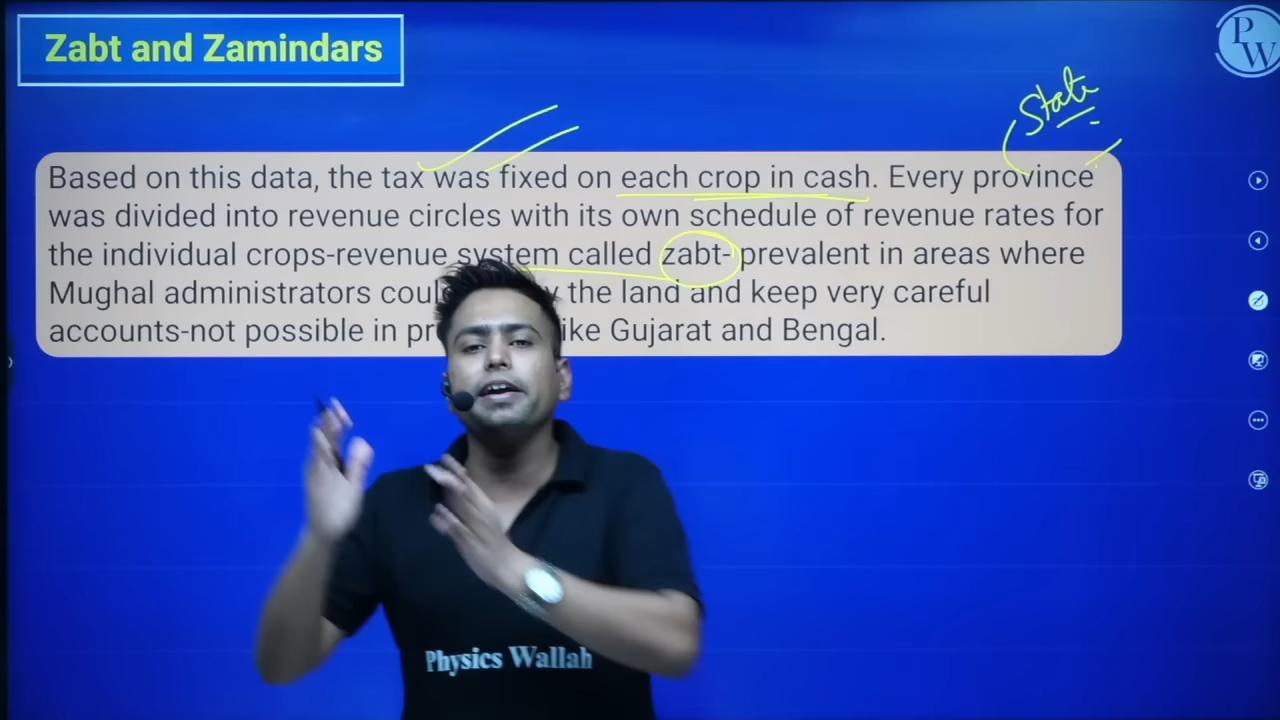 Zabt and Zamindars
PW
State
Based on this data, the tax was fixed on each crop in cash. Every province
was divided into revenue circles with its own schedule of revenue rates for
the individual crops-revenue system called zabt- prevalent in areas where
Mughal administrators the land and keep very careful
accounts-not possible in Gujarat and Bengal.
Physics Wallah